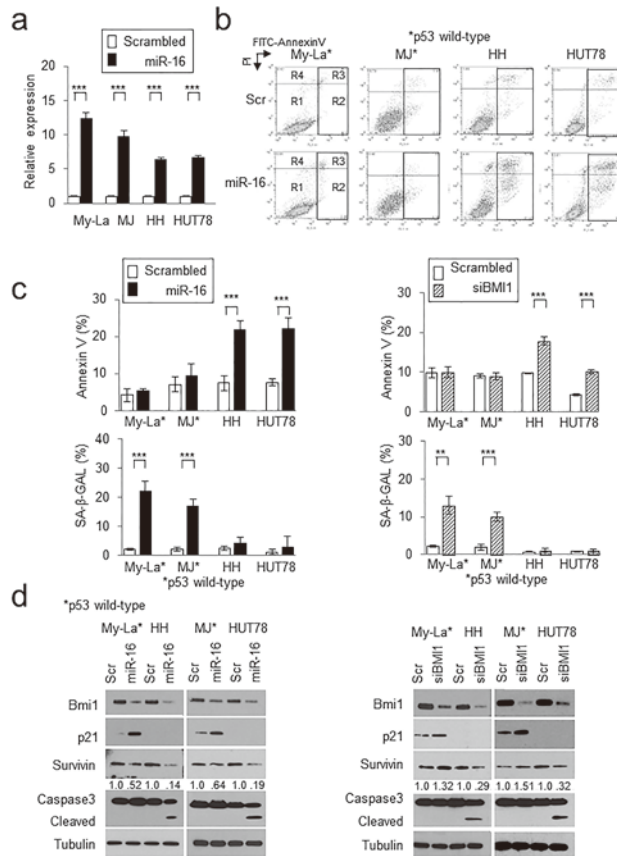 a
Scrambled
miR-16
*** *** *** ***
Relative expression
20
15
10
5
0
My-La MJ HH HUT78
b
*p53 wild-type
FITC-AnnexinV
PI
My-La* MJ* HH HUT78
Scr
R4 R3
R1 R2
miR-16
R4 R3
R1 R2
c
Scrambled
miR-16
*** ***
Annexin V (%)
30
20
10
0
My-La* MJ* HH HUT78
*** ***
SA-β-GAL (%)
40
30
20
10
0
My-La* MJ* HH HUT78
*p53 wild-type
Scrambled
siBMI1
*** ***
Annexin V (%)
30
20
10
0
My-La* MJ* HH HUT78
** ***
SA-β-GAL (%)
30
20
10
0
My-La* MJ* HH HUT78
*p53 wild-type
d
*p53 wild-type
My-La* HH MJ* HUT78
Scr miR-16 Scr miR-16 Scr miR-16 Scr miR-16
Bmi1
p21
Survivin
1.0 .52 1.0 .14 1.0 .64 1.0 .19
Caspase3
Cleaved
Tubulin
My-La* HH MJ* HUT78
Scr siBMI1 Scr siBMI1 Scr siBMI1 Scr siBMI1
Bmi1
p21
Survivin
1.0 1.32 1.0 .29 1.0 1.51 1.0 .32
Caspase3
Cleaved
Tubulin